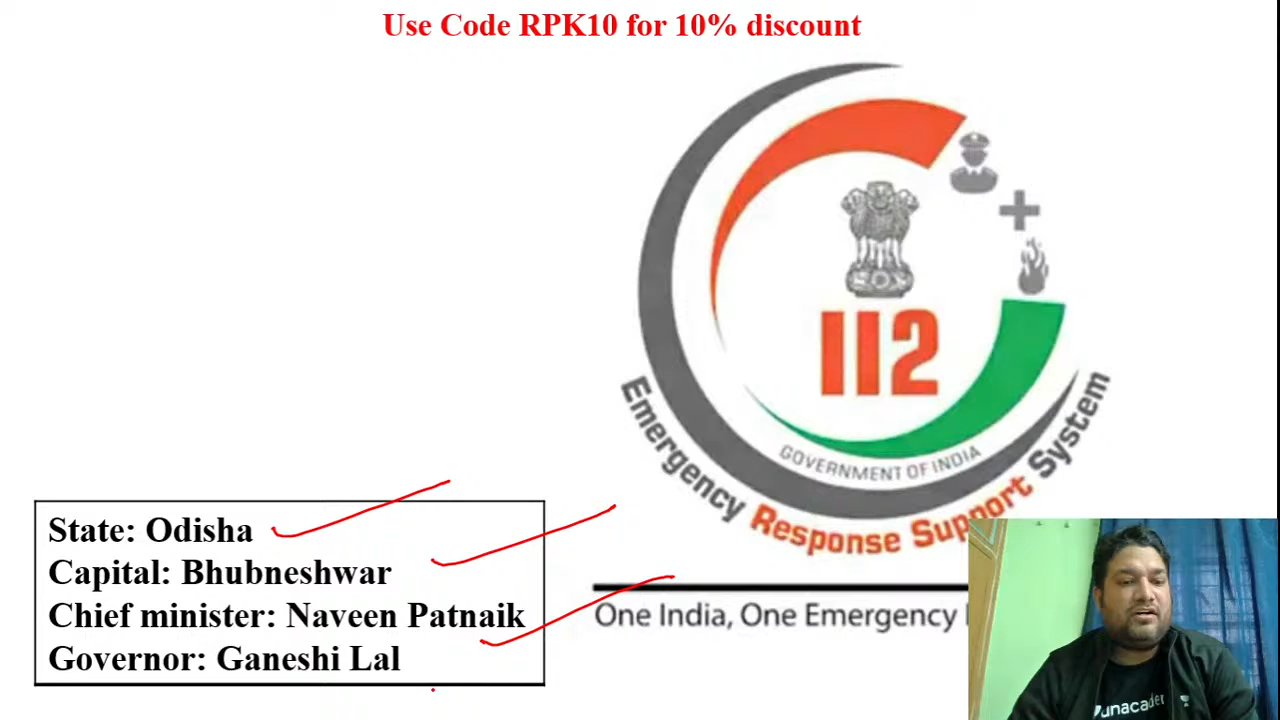 Use Code RPK10 for 10% discount
112
GOVERNMENT OF INDIA
Emergency Response Support System
One India, One Emergency
State: Odisha
Capital: Bhubneshwar
Chief minister: Naveen Patnaik
Governor: Ganeshi Lal